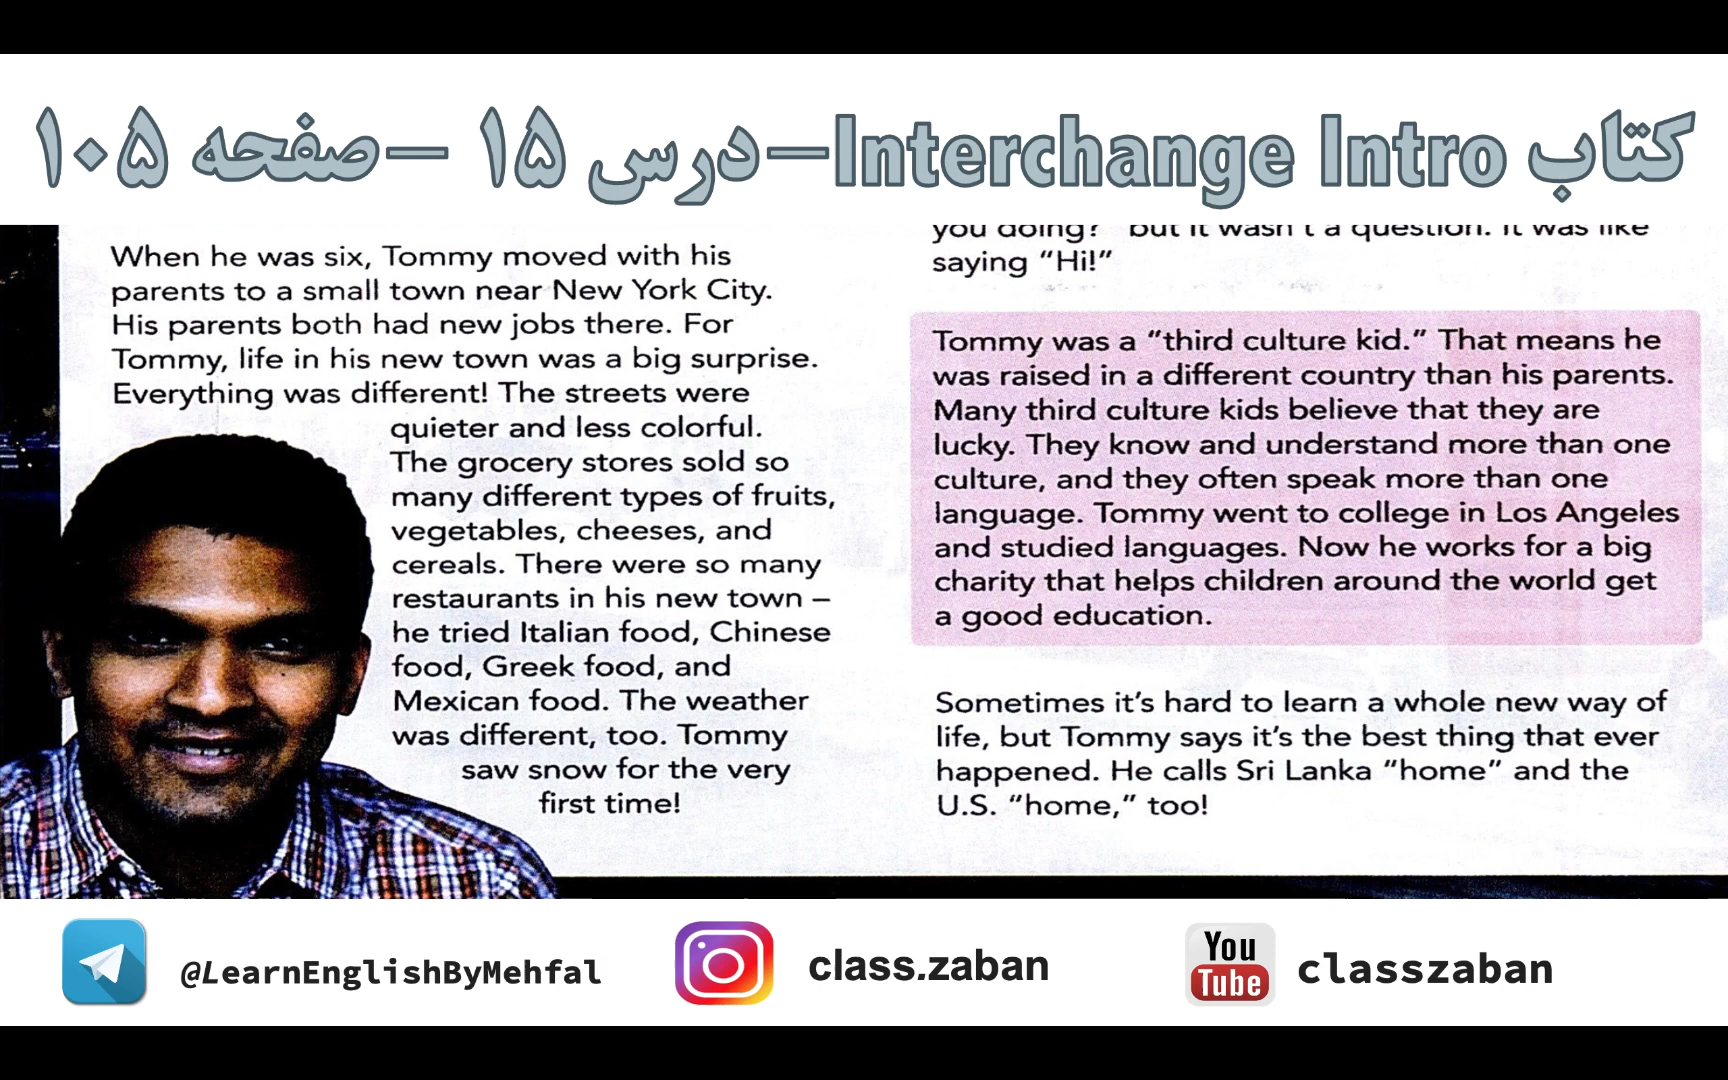 کتاب Interchange Intro–درس ۱۵ –صفحه ۱۰۵
When he was six, Tommy moved with his
parents to a small town near New York City.
His parents both had new jobs there. For
Tommy, life in his new town was a big surprise.
Everything was different! The streets were
quieter and less colorful.
The grocery stores sold so
many different types of fruits,
vegetables, cheeses, and
cereals. There were so many
restaurants in his new town –
he tried Italian food, Chinese
food, Greek food, and
Mexican food. The weather
was different, too. Tommy
saw snow for the very
first time!
you doing?” but it wasn’t a question. It was like
saying “Hi!”
Tommy was a “third culture kid.” That means he
was raised in a different country than his parents.
Many third culture kids believe that they are
lucky. They know and understand more than one
culture, and they often speak more than one
language. Tommy went to college in Los Angeles
and studied languages. Now he works for a big
charity that helps children around the world get
a good education.
Sometimes it’s hard to learn a whole new way of
life, but Tommy says it’s the best thing that ever
happened. He calls Sri Lanka “home” and the
U.S. “home,” too!
@LearnEnglishByMehfal
class.zaban
You
Tube
classzaban